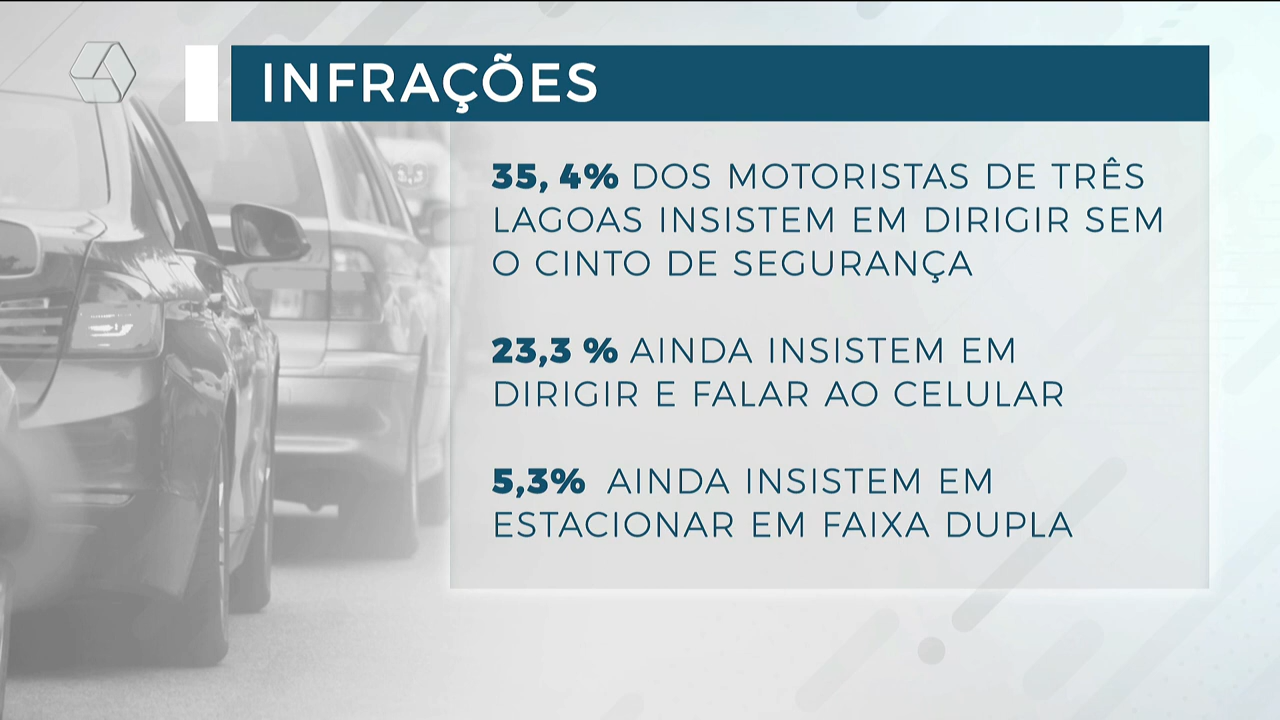 INFRAÇÕES
35, 4% DOS MOTORISTAS DE TRÊS
LAGOAS INSISTEM EM DIRIGIR SEM
O CINTO DE SEGURANÇA
23,3 % AINDA INSISTEM EM
DIRIGIR E FALAR AO CELULAR
5,3% AINDA INSISTEM EM
ESTACIONAR EM FAIXA DUPLA